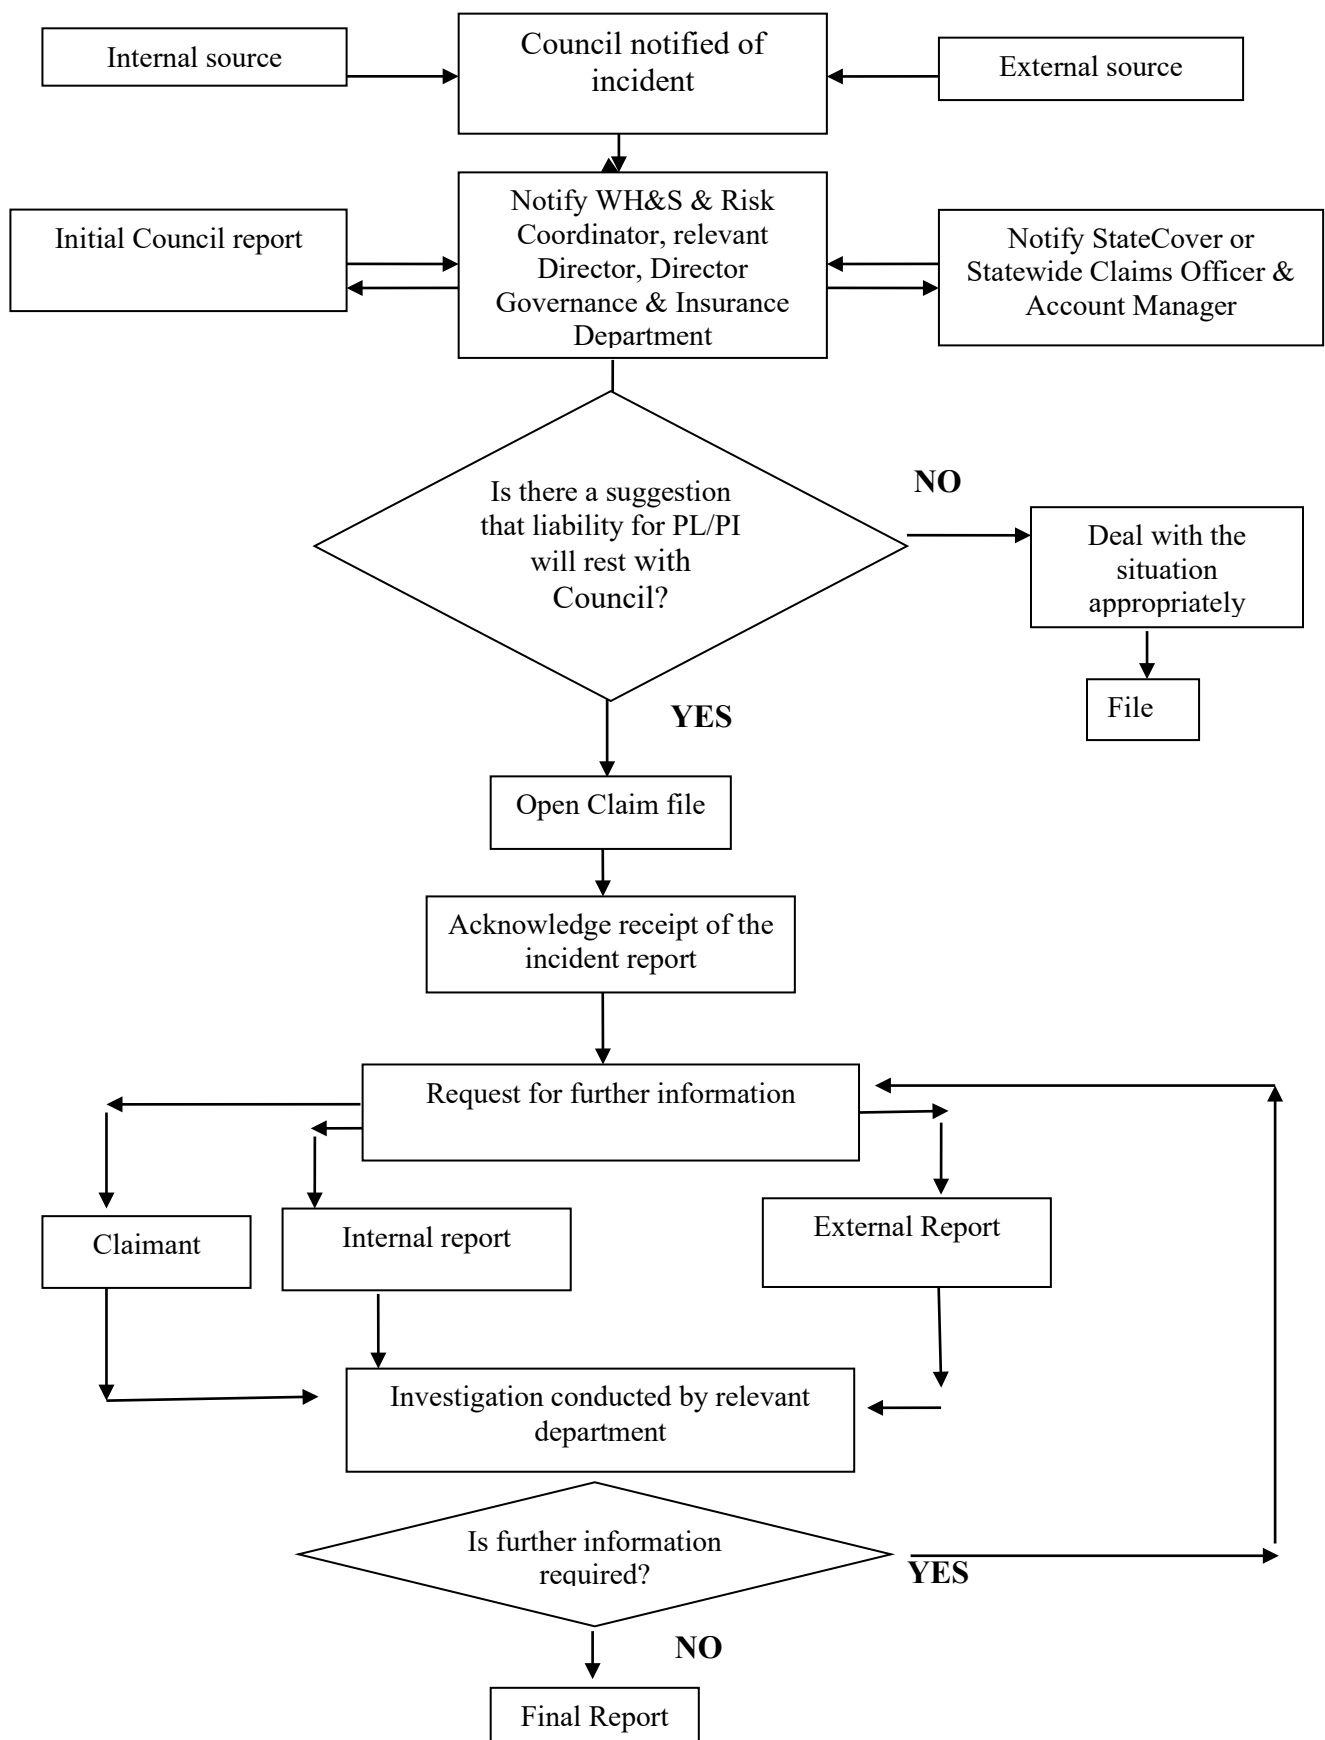 Internal source
Council notified of
incident
External source
Initial Council report
Notify WH&S & Risk
Coordinator, relevant
Director, Director
Governance & Insurance
Department
Notify StateCover or
Statewide Claims Officer &
Account Manager
Is there a suggestion
that liability for PL/PI
will rest with
Council?
NO
Deal with the
situation
appropriately
File
YES
Open Claim file
Acknowledge receipt of the
incident report
Request for further information
Claimant
Internal report
External Report
Investigation conducted by relevant
department
Is further information
required?
YES
NO
Final Report